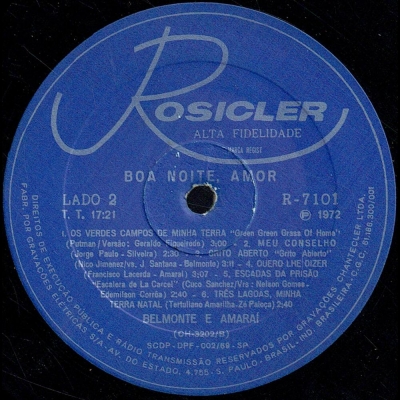 ROSICLER
ALTA FIDELIDADE
MARCA REGIST
BOA NOITE, AMOR
LADO 2 R-7101
T. T. 17:21 ℗ 1972
1. OS VERDES CAMPOS DE MINHA TERRA "Green Green Grass Of Home"
(Putman/Versão: Geraldo Figueiredo) 3:00 - 2. MEU CONSELHO
(Jorge Paulo - Silveira) 2:30 - GRITO ABERTO "Grito Abierto"
(Nico Jimanez/vs. J. Santana - Belmonte) 3:11 - 4. QUERO LHE DIZER
(Francisco Lacerda - Amaraí) 3:05 - 5. ESCADAS DA PRISÃO
"Escalera de La Carcel" (Cuco Sanchez/Vs: Nelson Gomes -
Edemilson Corrêa) 2:40 - 6. TRÊS LAGOAS, MINHA
TERRA NATAL (Tertuliano Amarilha-Zé Paloça) 2:40
BELMONTE E AMARAÍ
(CH-3202/B)
SCDP-DPF-002/69-SP
DIREITOS DE EXECUÇÃO PÚBLICA E RÁDIO TRANSMISSÃO RESERVADOS POR GRAVAÇÕES CHANTECLER LTDA.
FABR. POR GRAVAÇÕES ELÉTRICAS S/A - AV. DO ESTADO, 4.755 - S. PAULO - BRASIL - IND. BRASILEIRA - C.G.C. 61.186.300/001